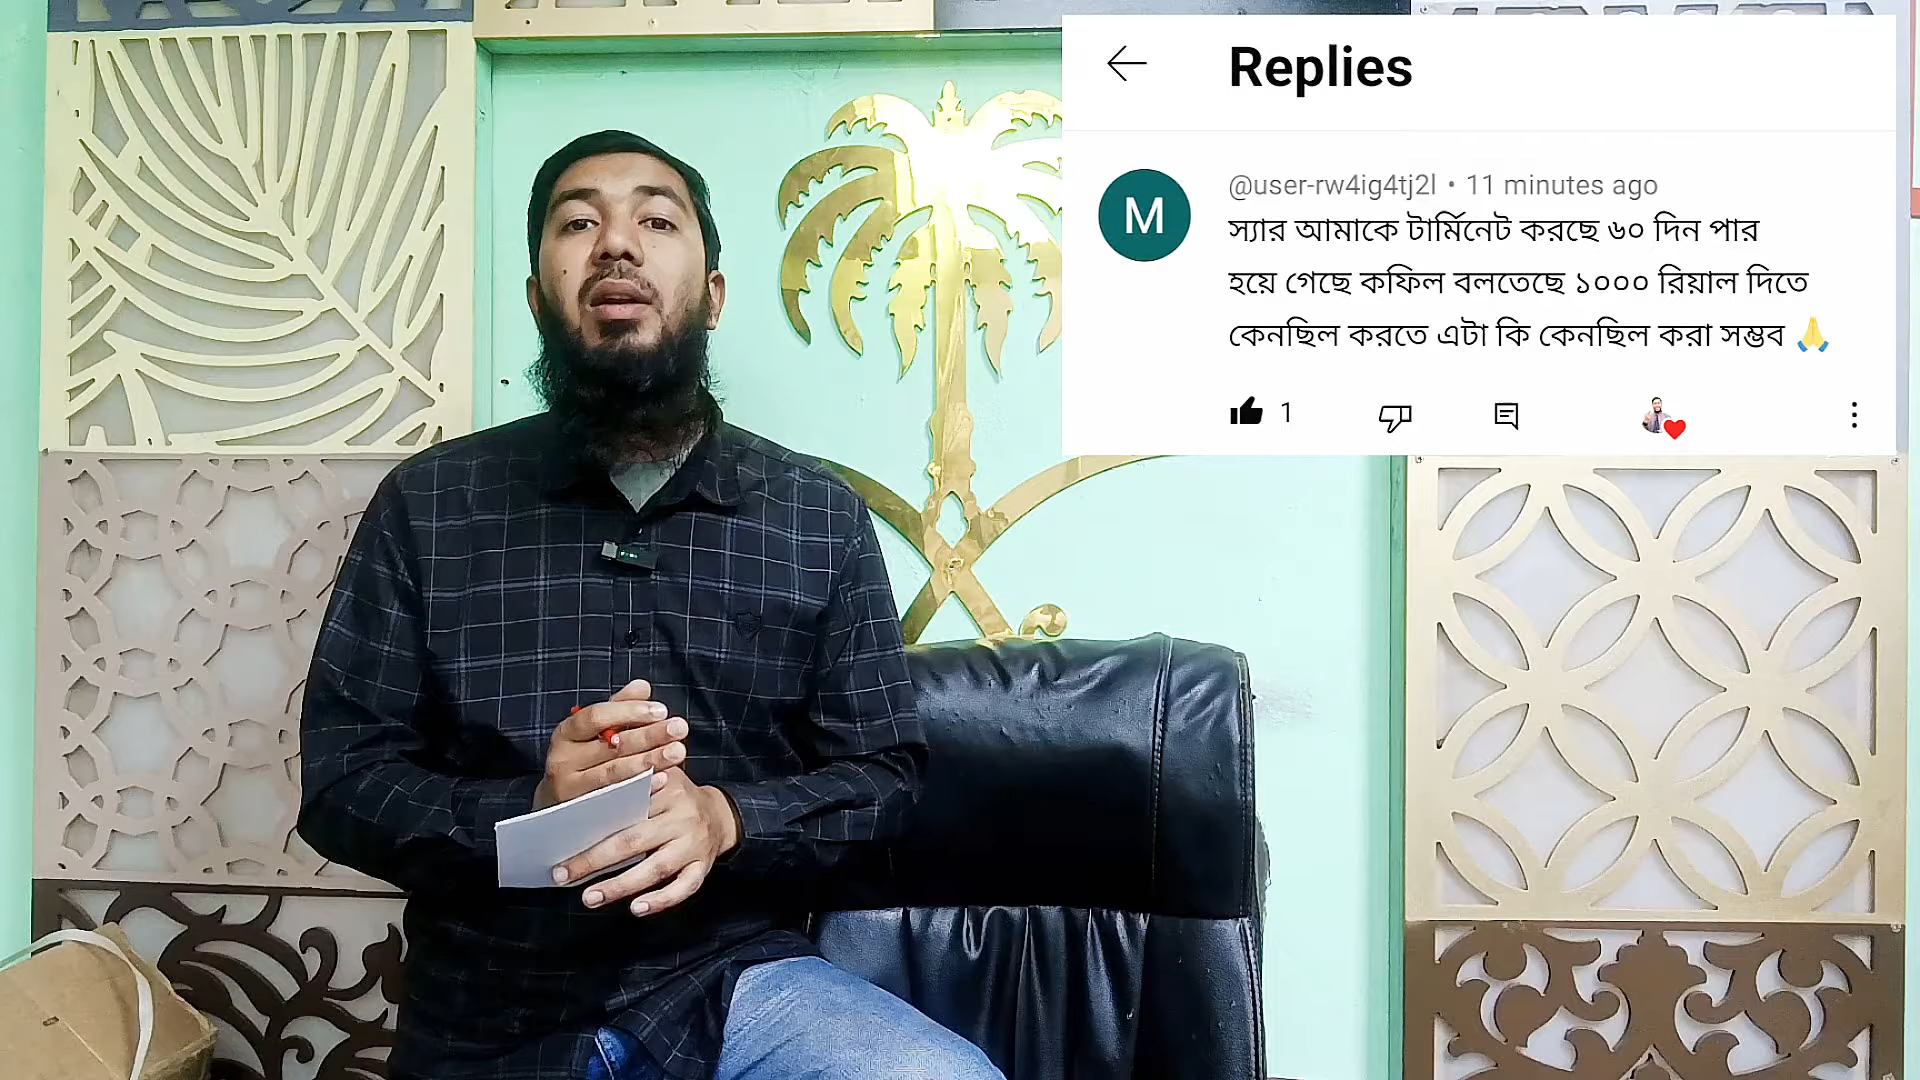 Replies
M
@user-rw4ig4tj2l • 11 minutes ago
স্যার আমাকে টার্মিনেট করছে ৬০ দিন পার
হয়ে গেছে কফিল বলতেছে ১০০০ রিয়াল দিতে
কেনছিল করতে এটা কি কেনছিল করা সম্ভব 🙏
1